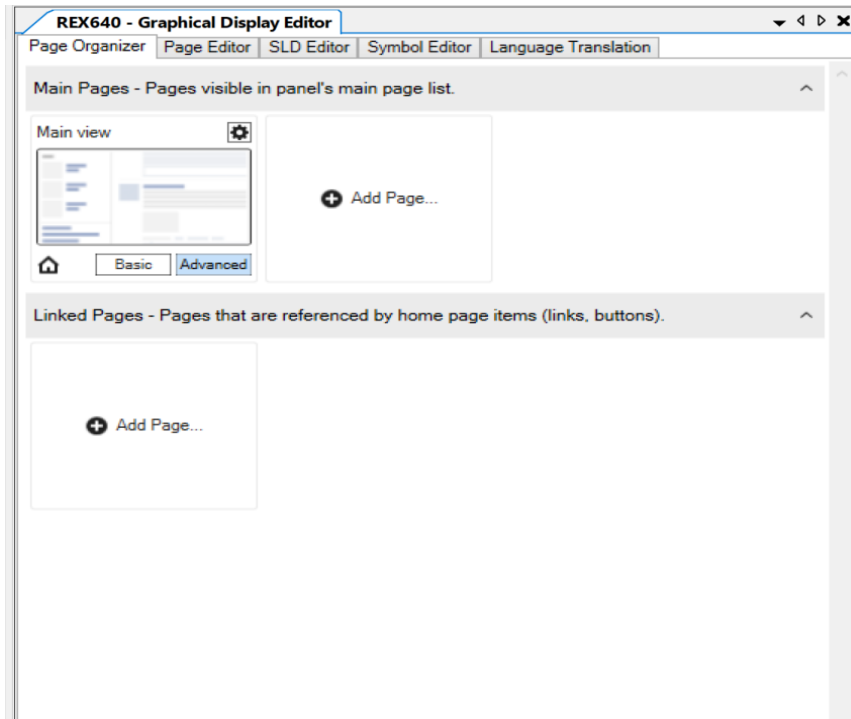 REX640 - Graphical Display Editor
Page Organizer Page Editor SLD Editor Symbol Editor Language Translation
Main Pages - Pages visible in panel's main page list.
Main view
Add Page...
Basic Advanced
Linked Pages - Pages that are referenced by home page items (links, buttons).
Add Page...